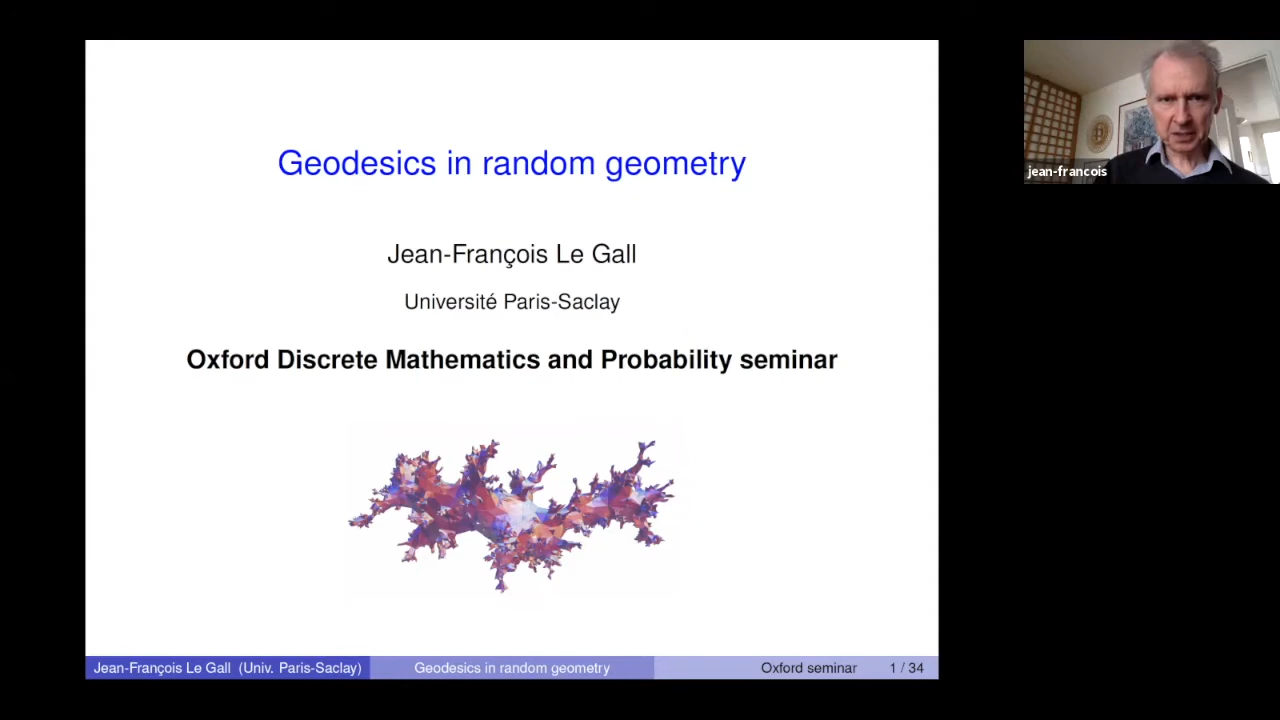 Geodesics in random geometry
Jean-François Le Gall
Université Paris-Saclay
Oxford Discrete Mathematics and Probability seminar
Jean-François Le Gall (Univ. Paris-Saclay)
Geodesics in random geometry
Oxford seminar
1 / 34
jean-francois